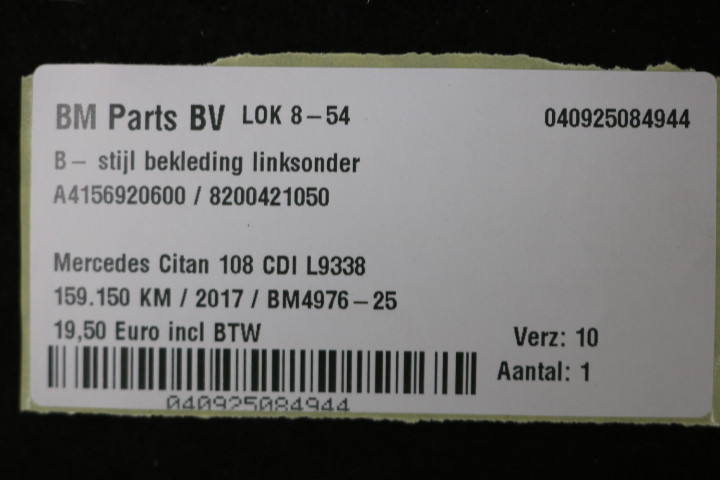 BM Parts BV LOK 8-54 040925084944
B- stijl bekleding linksonder
A4156920600 / 8200421050
Mercedes Citan 108 CDI L9338
159.150 KM / 2017 / BM4976-25
19,50 Euro incl BTW Verz: 10
Aantal: 1
040925084944